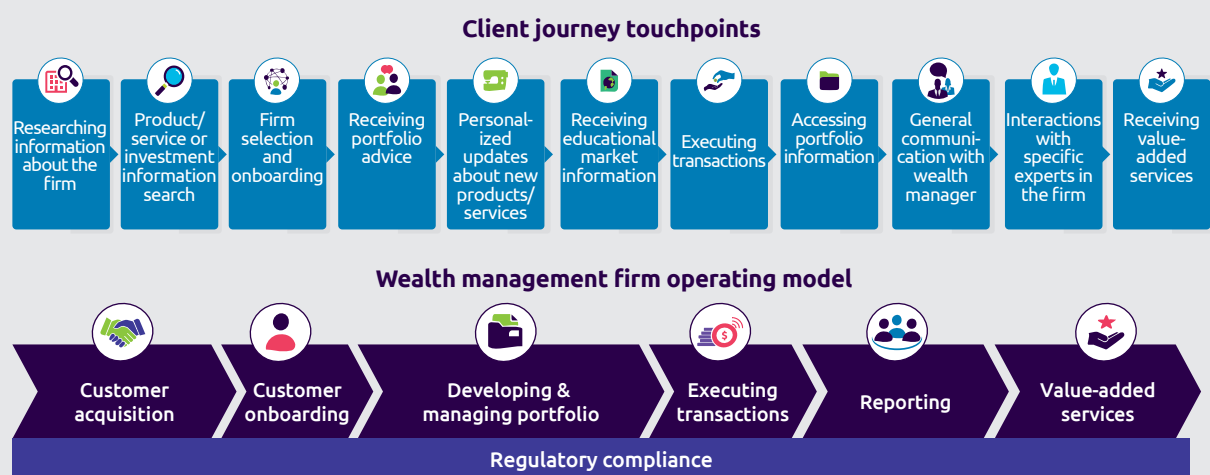 Client journey touchpoints
Researching
information
about the
firm
Product/
service or
investment
information
search
Firm
selection
and
onboarding
Receiving
portfolio
advice
Personal-
ized
updates
about new
products/
services
Receiving
educational
market
information
Executing
transactions
Accessing
portfolio
information
General
communi-
cation with
wealth
manager
Interactions
with
specific
experts in
the firm
Receiving
value-
added
services
Wealth management firm operating model
Customer
acquisition
Customer
onboarding
Developing &
managing portfolio
Executing
transactions
Reporting
Value-added
services
Regulatory compliance